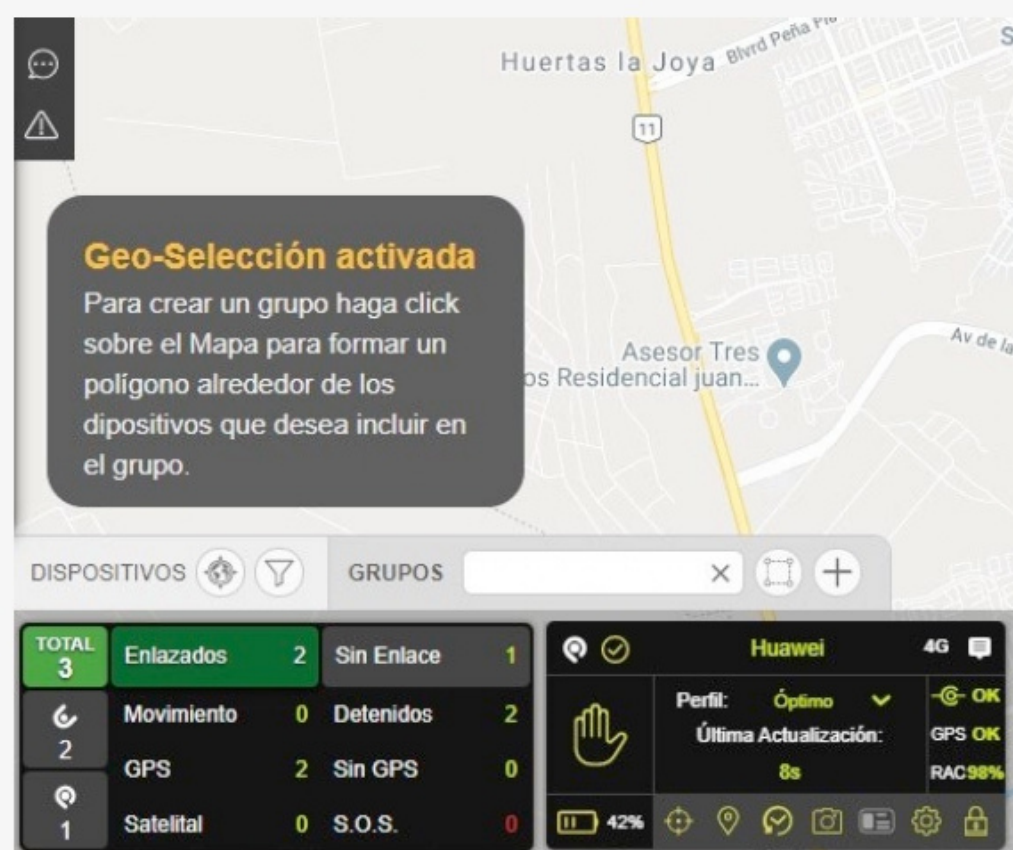 Huertas la Joya
Blvrd Peña
11
Geo-Selección activada
Para crear un grupo haga click
sobre el Mapa para formar un
polígono alrededor de los
dipositivos que desea incluir en
el grupo.
Asesor Tres
os Residencial juan...
Av de la
DISPOSITIVOS
GRUPOS
TOTAL
3
Enlazados 2
Sin Enlace 1
2
Movimiento 0
Detenidos 2
GPS 2
Sin GPS 0
1
Satelital 0
S.O.S. 0
Huawei
4G
Perfil: Óptimo
Última Actualización:
8s
OK
GPS OK
RAC 98%
42%